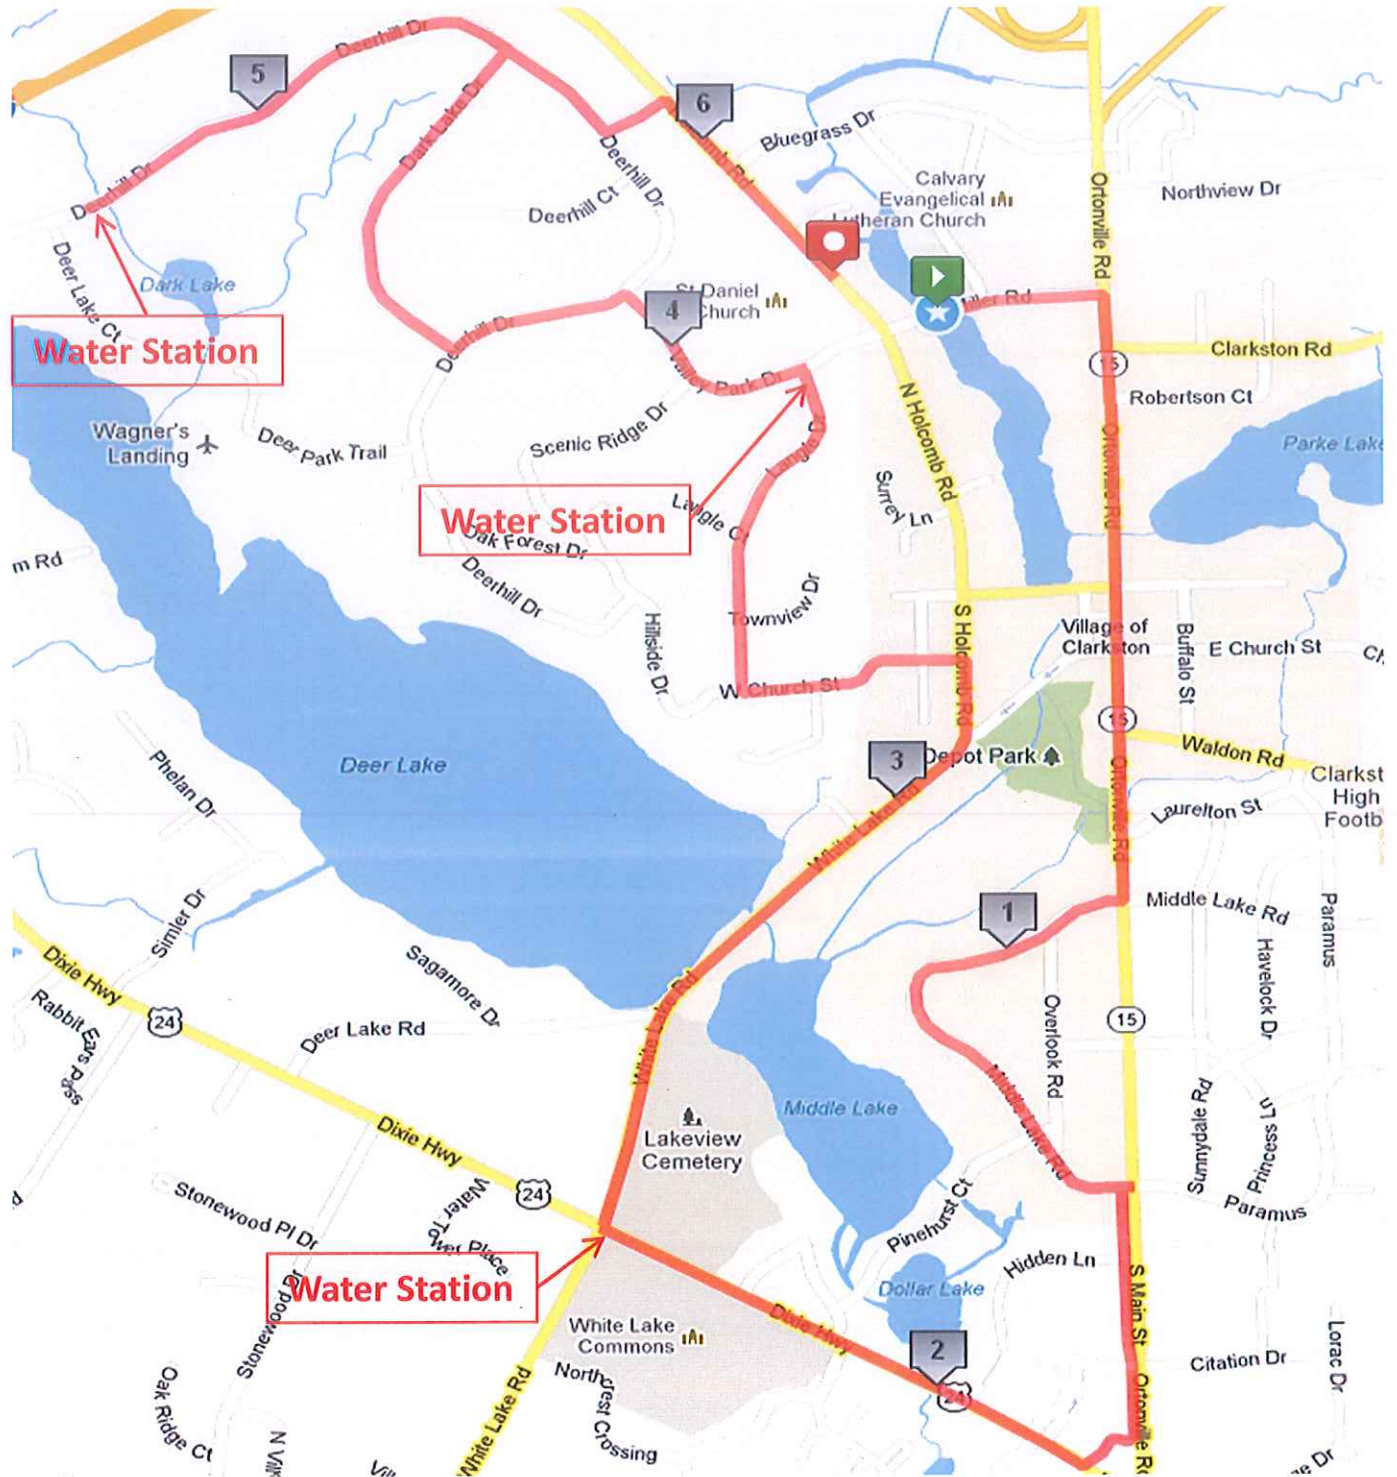 Deerhill Dr
5
6
Dark Lake Dr
Bluegrass Dr
Deerhill Dr
Calvary
Evangelical
Lutheran Church
Northview Dr
Ortonville Rd
Deerhill Dr
Deerhill Ct
Deer Lake Ct
Dark Lake
St Daniel
Church
4
Miller Rd
Water Station
Deerhill Dr
15
Clarkston Rd
Valley Park Dr
Robertson Ct
N Holcomb Rd
Scenic Ridge Dr
Wagner's
Landing
Deer Park Trail
Langle Dr
Ortonville Rd
Parke Lake
Surrey Ln
Water Station
Langle Ct
Oak Forest Dr
m Rd
Deerhill Dr
Townview Dr
Hillside Dr
S Holcomb Rd
Village of
Clarkston
Buffalo St
E Church St
W Church St
15
Deer Lake
3
Depot Park
Waldon Rd
Phelan Dr
Clarkst
High
Footb
Ortonville Rd
Laurelton St
White Lake Rd
1
Middle Lake Rd
Simler Dr
Paramus
Dixie Hwy
Sagamore Dr
Havelock Dr
Rabbit Ears Pass
24
Deer Lake Rd
White Lake Rd
Overlook Rd
15
Middle Lake
Middle Lake Rd
Dixie Hwy
Lakeview
Cemetery
Sunnydale Rd
Princess Ln
24
Stonewood Pl Dr
Water Tower Place
Pinehurst Ct
Paramus
Hidden Ln
Water Station
Dollar Lake
S Main St
Stonewood Dr
White Lake
Commons
Dixie Hwy
2
Lorac Dr
Citation Dr
Northcrest Crossing
24
Oak Ridge Ct
White Lake Rd
Ortonville Rd